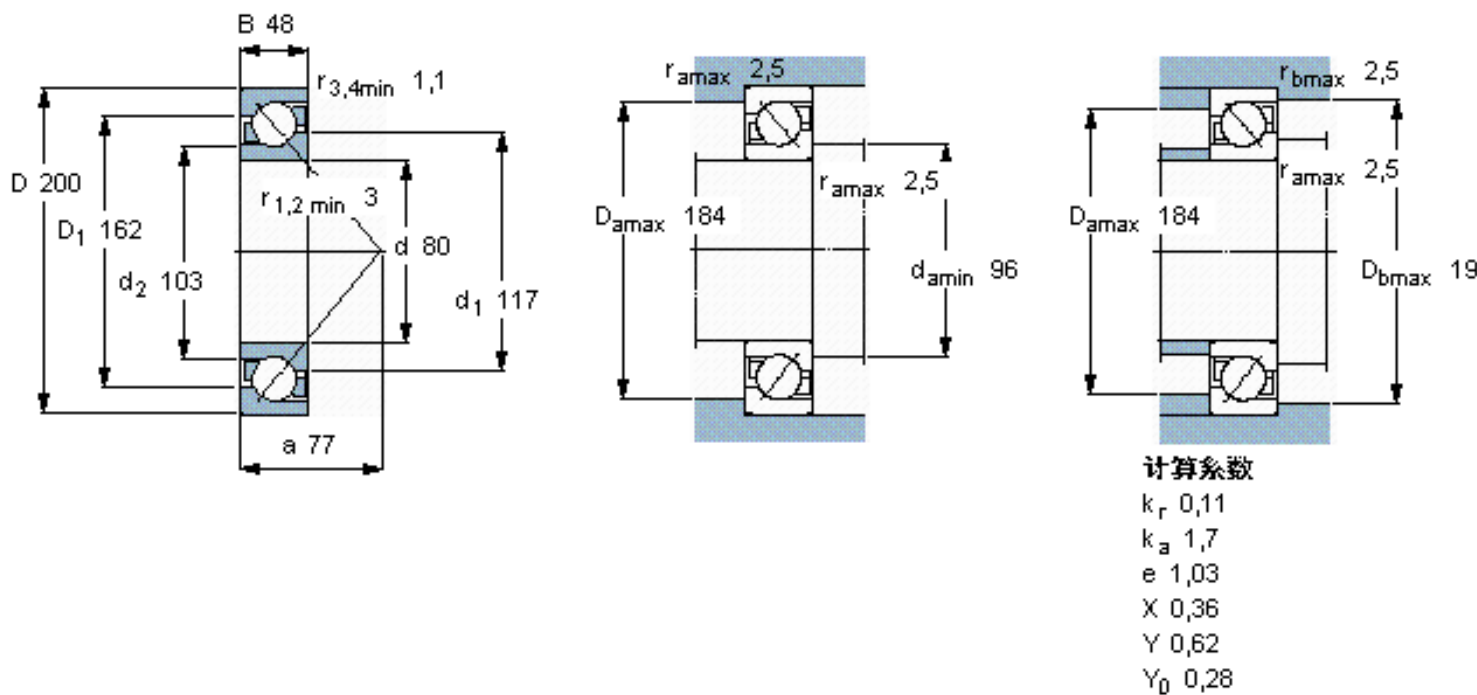 B 48
r3,4min 1,1
D 200
D1 162
r1,2 min 3
d 80
d2 103
d1 117
a 77
ramax 2,5
ramax 2,5
Damax 184
damin 96
rbmax 2,5
ramax 2,5
Damax 184
Dbmax 19
计算系数
kr 0,11
ka 1,7
e 1,03
X 0,36
Y 0,62
Y0 0,28